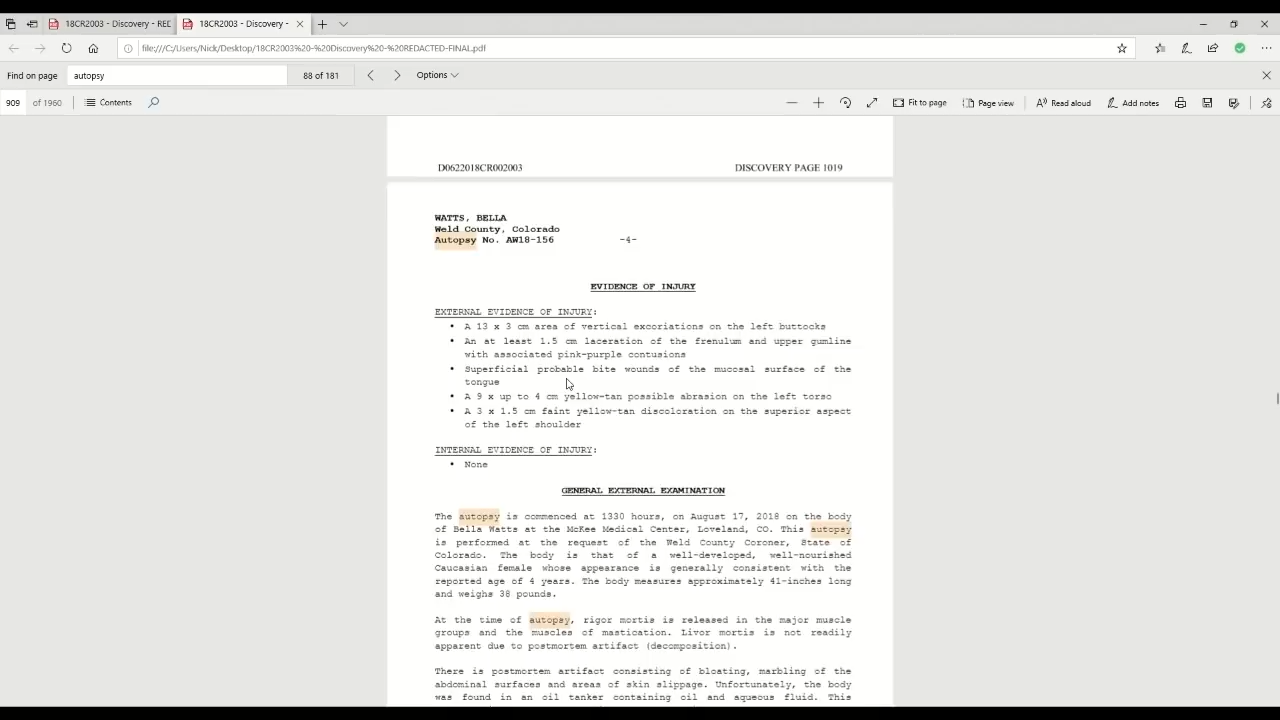 18CR2003 - Discovery - RED
18CR2003 - Discovery -
file:///C:/Users/Nick/Desktop/18CR2003%20-%20Discovery%20-%20REDACTED-FINAL.pdf
Find on page
autopsy
88 of 181
Options
909 of 1960
Contents
Fit to page
Page view
Read aloud
Add notes
D0622018CR002003
DISCOVERY PAGE 1019
WATTS, BELLA
Weld County, Colorado
Autopsy No. AW18-156 -4-
EVIDENCE OF INJURY
EXTERNAL EVIDENCE OF INJURY:
• A 13 x 3 cm area of vertical excoriations on the left buttocks
• An at least 1.5 cm laceration of the frenulum and upper gumline
with associated pink-purple contusions
• Superficial probable bite wounds of the mucosal surface of the
tongue
• A 9 x up to 4 cm yellow-tan possible abrasion on the left torso
• A 3 x 1.5 cm faint yellow-tan discoloration on the superior aspect
of the left shoulder
INTERNAL EVIDENCE OF INJURY:
• None
GENERAL EXTERNAL EXAMINATION
The autopsy is commenced at 1330 hours, on August 17, 2018 on the body
of Bella Watts at the McKee Medical Center, Loveland, CO. This autopsy
is performed at the request of the Weld County Coroner, State of
Colorado. The body is that of a well-developed, well-nourished
Caucasian female whose appearance is generally consistent with the
reported age of 4 years. The body measures approximately 41-inches long
and weighs 38 pounds.
At the time of autopsy, rigor mortis is released in the major muscle
groups and the muscles of mastication. Livor mortis is not readily
apparent due to postmortem artifact (decomposition).
There is postmortem artifact consisting of bloating, marbling of the
abdominal surfaces and areas of skin slippage. Unfortunately, the body
was found in an oil tanker containing oil and aqueous fluid. This